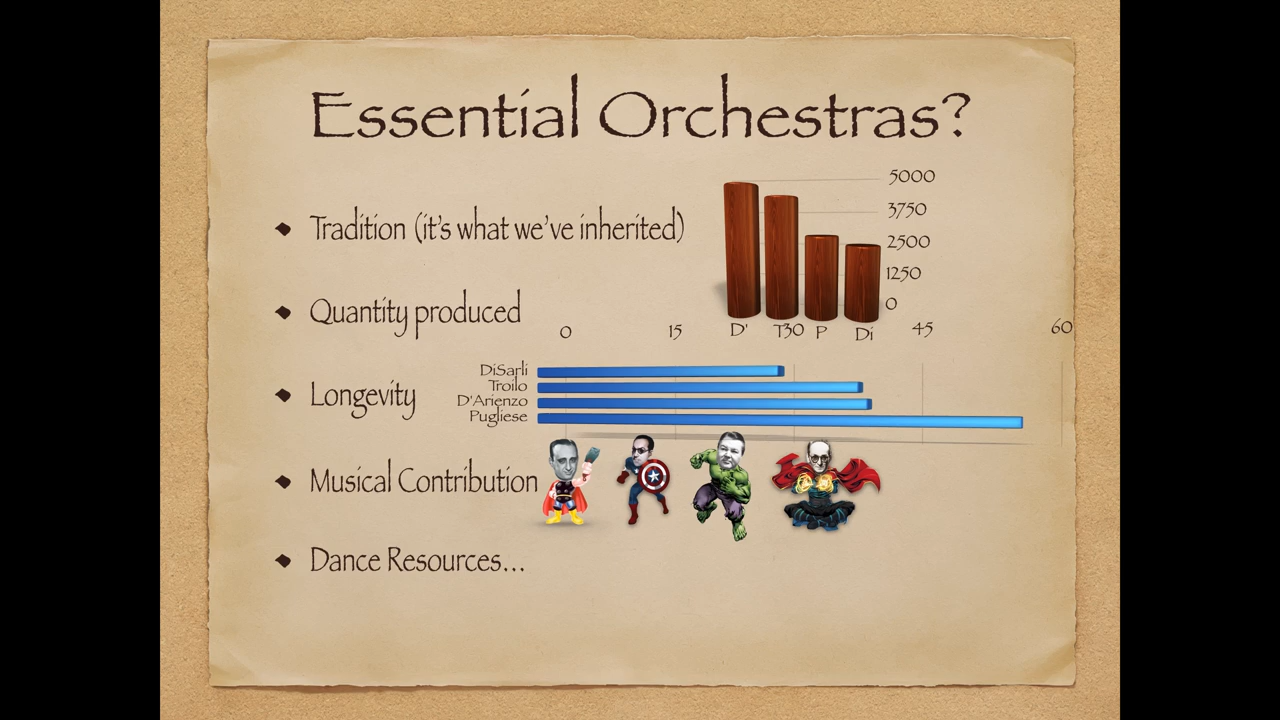 Essential Orchestras?
• Tradition (it's what we've inherited)
5000
3750
2500
1250
0
D' T P Di
• Quantity produced
0 15 30 45 60
• Longevity
DiSarli
Troilo
D'Arienzo
Pugliese
• Musical Contribution
• Dance Resources...